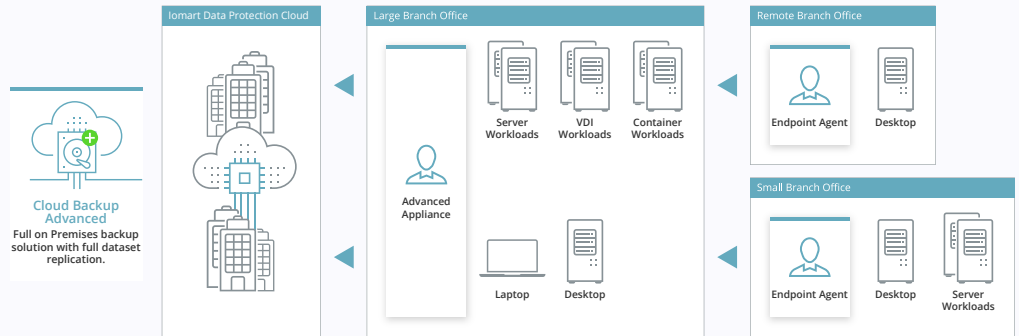 Cloud Backup
Advanced
Full on Premises backup
solution with full dataset
replication.
Iomart Data Protection Cloud
Large Branch Office
Advanced
Appliance
Server
Workloads
VDI
Workloads
Container
Workloads
Laptop
Desktop
Remote Branch Office
Endpoint Agent
Desktop
Small Branch Office
Endpoint Agent
Desktop
Server
Workloads